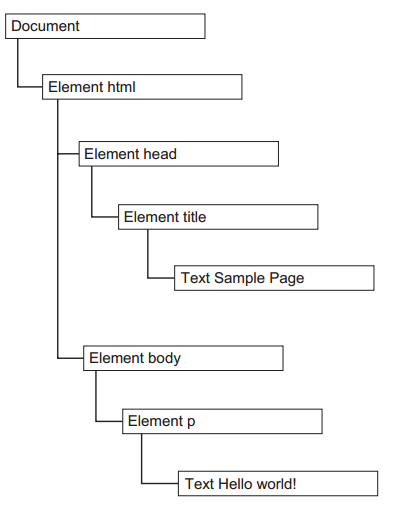 Document
Element html
Element head
Element title
Text Sample Page
Element body
Element p
Text Hello world!